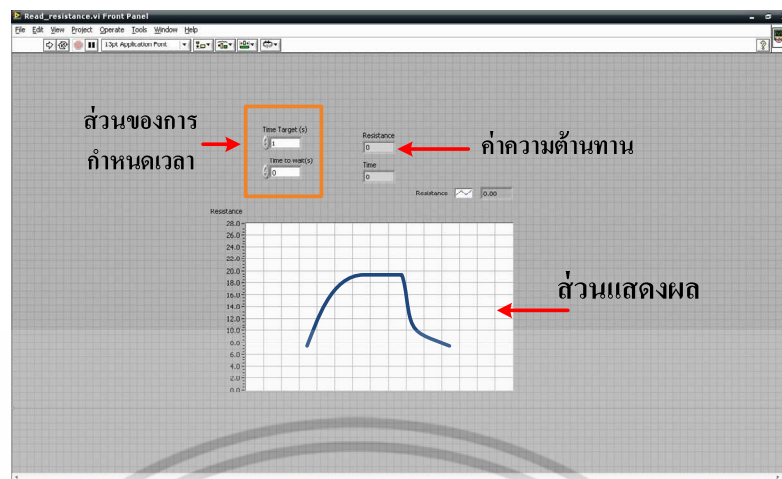 Read_resistance.vi Front Panel
File Edit View Project Operate Tools Window Help
13pt Application Font
ส่วนของการ
กำหนดเวลา
Time Target (s)
1
Time to wait(s)
0
Resistance
0
Time
0
ค่าความต้านทาน
Resistance 0.00
Resistance
28.0
26.0
24.0
22.0
20.0
18.0
16.0
14.0
12.0
10.0
8.0
6.0
4.0
2.0
0.0
ส่วนแสดงผล